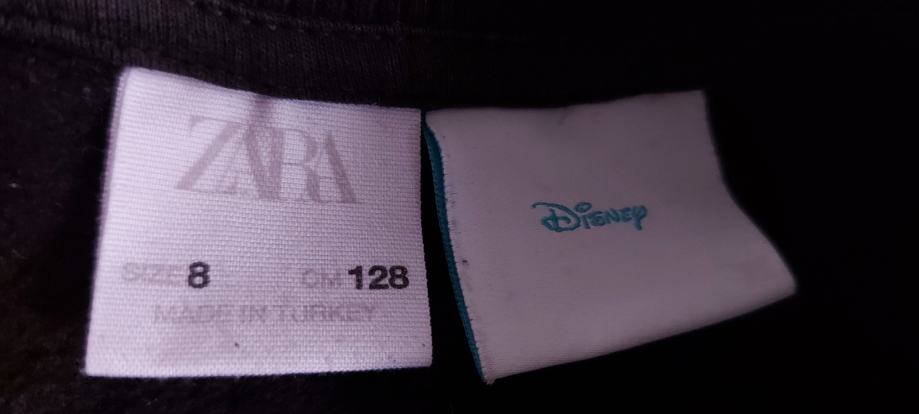 ZARA
SIZE 8 CM 128
MADE IN TURKEY
Disney